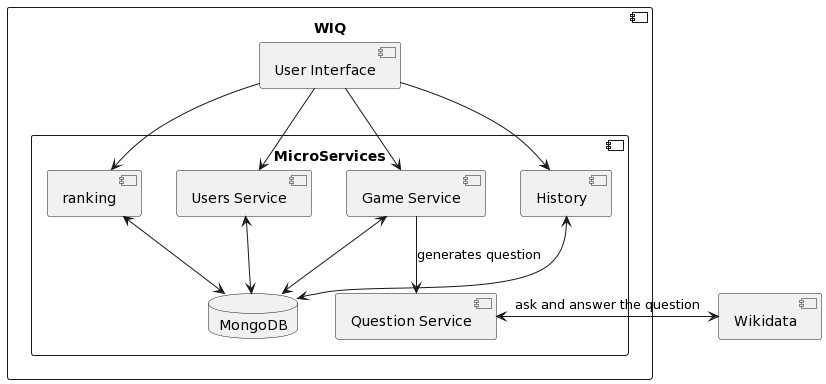 WIQ
User Interface
MicroServices
ranking
Users Service
Game Service
History
generates question
MongoDB
Question Service
ask and answer the question
Wikidata